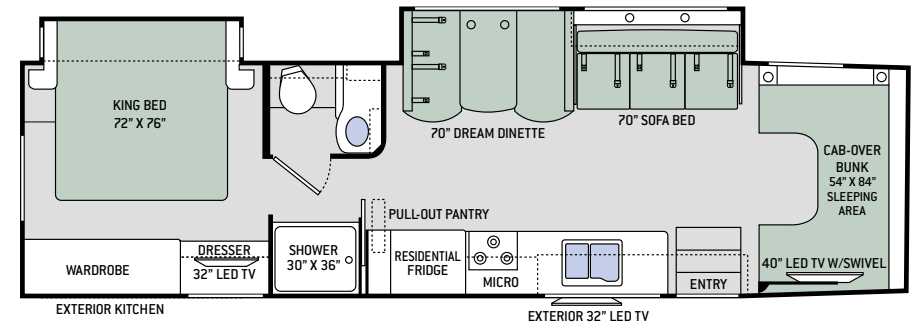 KING BED
72" X 76"
70" DREAM DINETTE
70" SOFA BED
CAB-OVER
BUNK
54" X 84"
SLEEPING
AREA
PULL-OUT PANTRY
WARDROBE
DRESSER
32" LED TV
SHOWER
30" X 36"
RESIDENTIAL
FRIDGE
MICRO
ENTRY
40" LED TV W/SWIVEL
EXTERIOR KITCHEN
EXTERIOR 32" LED TV